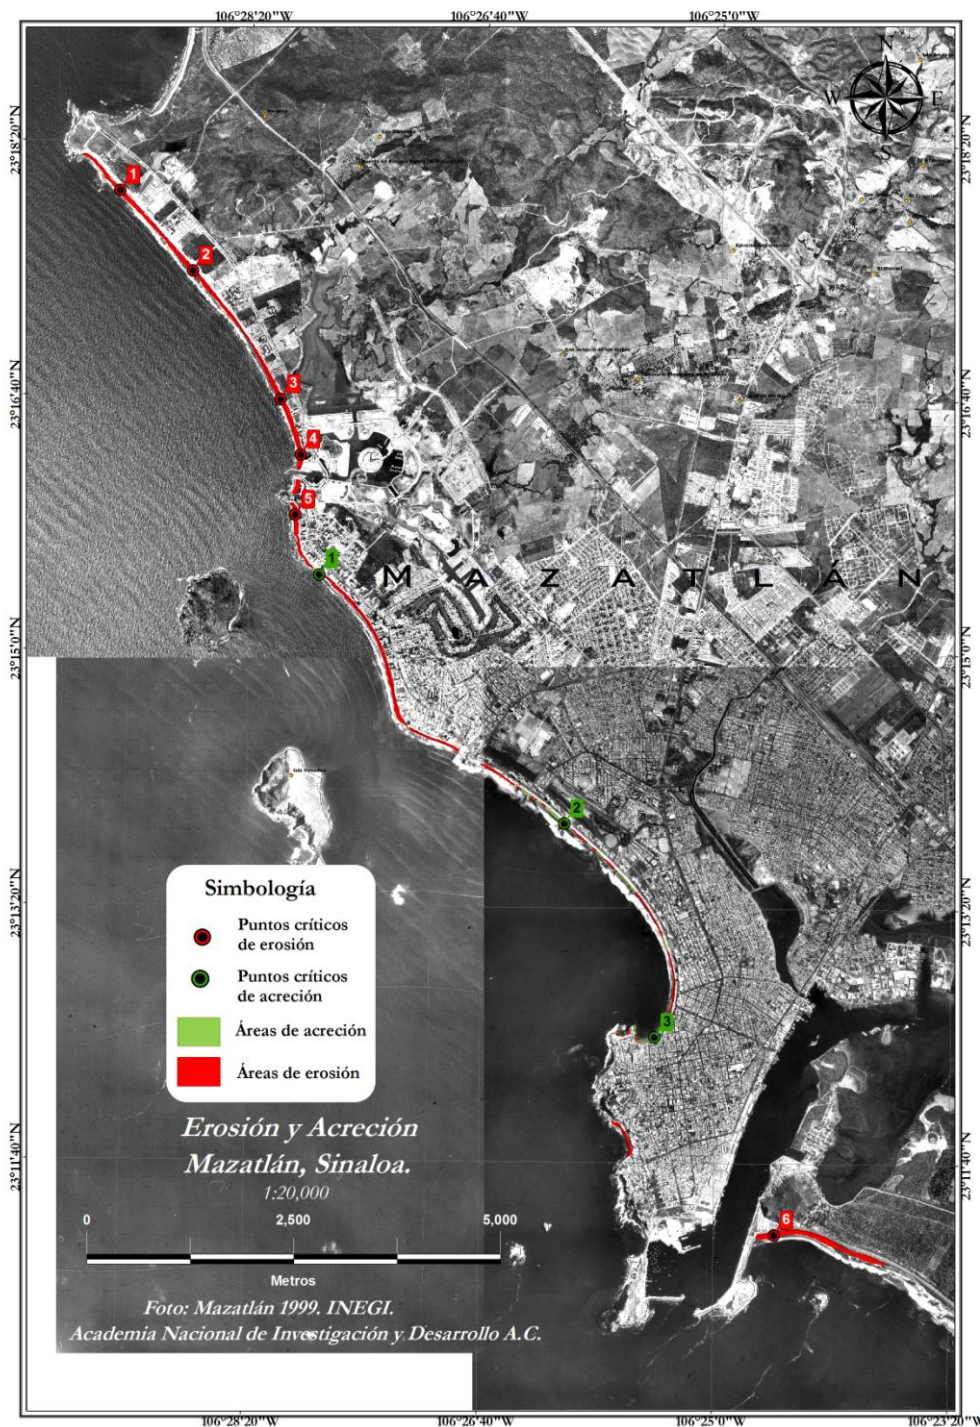 106°28'20"W 106°26'40"W 106°25'0"W
N
W E
S
23°18'20"N
23°18'20"N
1
2
3
23°16'40"N
23°16'40"N
4
5
1
MAZATLÁN
23°15'0"N
23°15'0"N
2
Simbología
Puntos críticos
de erosión
Puntos críticos
de acreción
Áreas de acreción
Áreas de erosión
23°13'20"N
23°13'20"N
3
Erosión y Acreción
Mazatlán, Sinaloa.
1:20,000
23°11'40"N
23°11'40"N
0 2,500 5,000
Metros
6
Foto: Mazatlán 1999. INEGI.
Academia Nacional de Investigación y Desarrollo A.C.
106°28'20"W 106°26'40"W 106°25'0"W 106°23'20"W